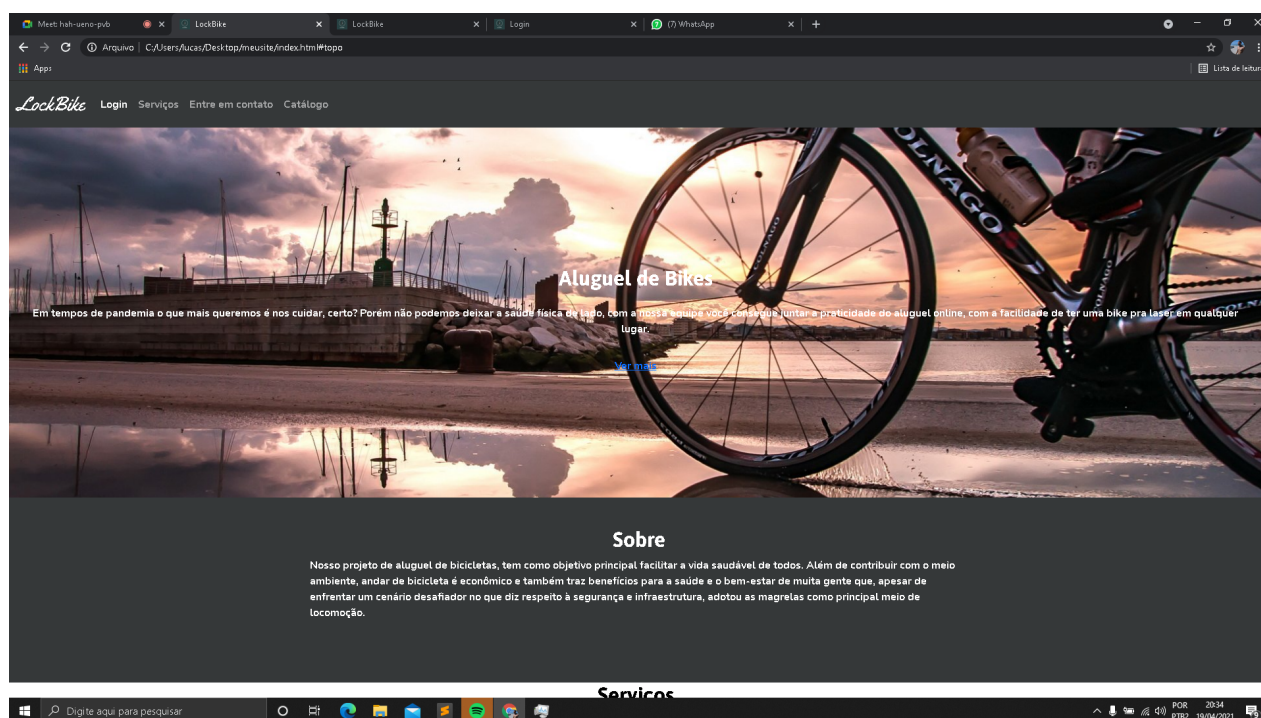 Meet: hah-ueno-pvb
LockBike
LockBike
Login
(7) WhatsApp
Arquivo
C:/Users/lucas/Desktop/meusite/index.html#topo
Apps
Lista de leitura
LockBike Login Serviços Entre em contato Catálogo
COLNAGO
COLNAGO
Aluguel de Bikes
Em tempos de pandemia o que mais queremos é nos cuidar, certo? Porém não podemos deixar a saúde física de lado, com a nossa equipe você consegue juntar a praticidade do aluguel online, com a facilidade de ter uma bike pra laser em qualquer
lugar.
Ver mais
Sobre
Nosso projeto de aluguel de bicicletas, tem como objetivo principal facilitar a vida saudável de todos. Além de contribuir com o meio
ambiente, andar de bicicleta é econômico e também traz benefícios para a saúde e o bem-estar de muita gente que, apesar de
enfrentar um cenário desafiador no que diz respeito à segurança e infraestrutura, adotou as magrelas como principal meio de
locomoção.
Serviços
Digite aqui para pesquisar
POR
PTB2
20:34
19/04/2021